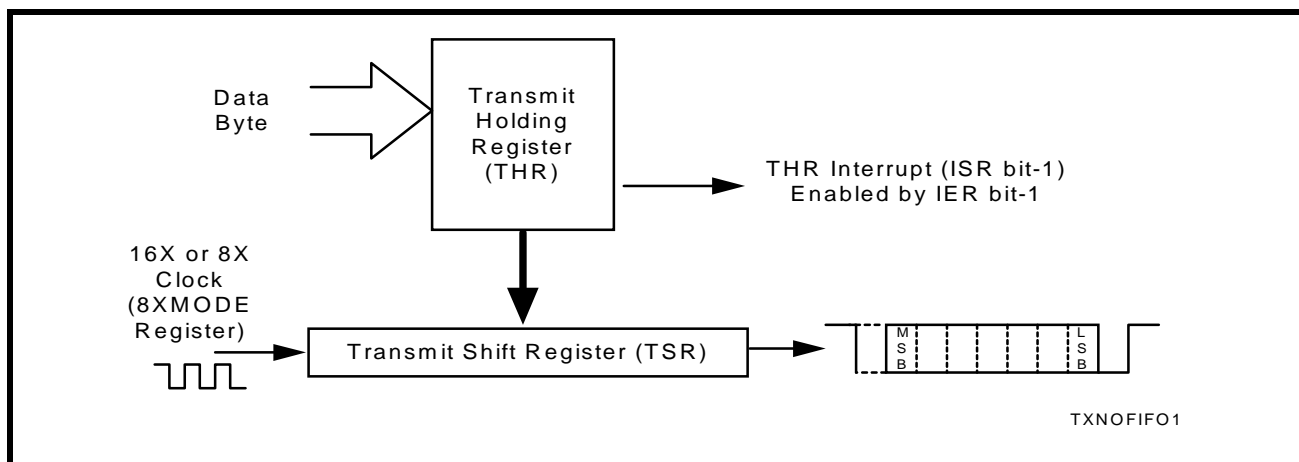 Data
Byte
Transmit
Holding
Register
(THR)
THR Interrupt (ISR bit-1)
Enabled by IER bit-1
16X or 8X
Clock
(8XMODE
Register)
Transmit Shift Register (TSR)
M
S
B
L
S
B
TXNOFIFO1